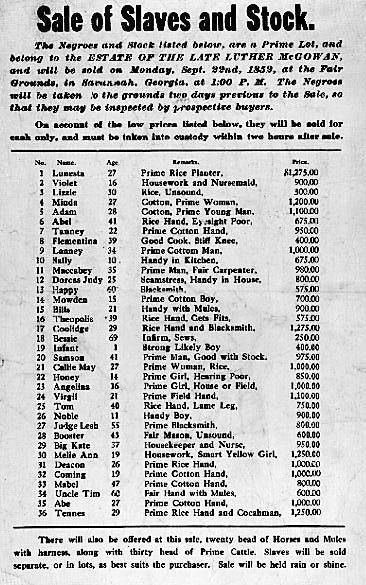 Sale of Slaves and Stock.
The Negroes and Stock listed below, are a Prime Lot, and
belong to the ESTATE OF THE LATE LUTHER McGOWAN,
and will be sold on Monday, Sept. 22nd, 1852, at the Fair
Grounds, in Savannah, Georgia, at 1:00 P. M. The Negroes
will be taken to the grounds two days previous to the Sale, so
that they may be inspected by prospective buyers.
On account of the low prices listed below, they will be sold for
cash only, and must be taken into custody within two hours after sale.
No. Name. Age Remarks. Price.
1 Lunesta 27 Prime Rice Planter, $1,275.00
2 Violet 16 Housework and Nursemaid, 900.00
3 Lizzie 30 Rice, Unsound, 300.00
4 Minda 27 Cotton, Prime Woman, 1,200.00
5 Adam 28 Cotton, Prime Young Man, 1,100.00
6 Abel 41 Rice Hand, Eyesight Poor, 675.00
7 Tanney 22 Prime Cotton Hand, 950.00
8 Flementina 39 Good Cook, Stiff Knee, 400.00
9 Lanney 34 Prime Cottom Man, 1,000.00
10 Sally 10 Handy in Kitchen, 675.00
11 Maccabey 35 Prime Man, Fair Carpenter, 980.00
12 Dorcas Judy 25 Seamstress, Handy in House, 800.00
13 Happy 60 Blacksmith, 575.00
14 Mowden 15 Prime Cotton Boy, 700.00
15 Bills 21 Handy with Mules, 900.00
16 Theopolis 39 Rice Hand, Gets Fits, 575.00
17 Coolidge 29 Rice Hand and Blacksmith, 1,275.00
18 Bessie 69 Infirm, Sews, 250.00
19 Infant 1 Strong Likely Boy 400.00
20 Samson 41 Prime Man, Good with Stock, 975.00
21 Callie May 27 Prime Woman, Rice, 1,000.00
22 Honey 14 Prime Girl, Hearing Poor, 850.00
23 Angelina 16 Prime Girl, House or Field, 1,000.00
24 Virgil 21 Prime Field Hand, 1,100.00
25 Tom 40 Rice Hand, Lame Leg, 750.00
26 Noble 11 Handy Boy, 900.00
27 Judge Lesh 55 Prime Blacksmith, 800.00
28 Booster 43 Fair Mason, Unsound, 600.00
29 Big Kate 37 Housekeeper and Nurse, 950.00
30 Melie Ann 19 Housework, Smart Yellow Girl, 1,250.00
31 Deacon 26 Prime Rice Hand, 1,000.00
32 Coming 19 Prime Cotton Hand, 1,000.00
33 Mabel 47 Prime Cotton Hand, 800.00
34 Uncle Tim 60 Fair Hand with Mules, 600.00
35 Abe 27 Prime Cotton Hand, 1,000.00
36 Tennes 29 Prime Rice Hand and Cocahman, 1,250.00
There will also be offered at this sale, twenty head of Horses and Mules
with harness, along with thirty head of Prime Cattle. Slaves will be sold
separate, or in lots, as best suits the purchaser. Sale will be held rain or shine.